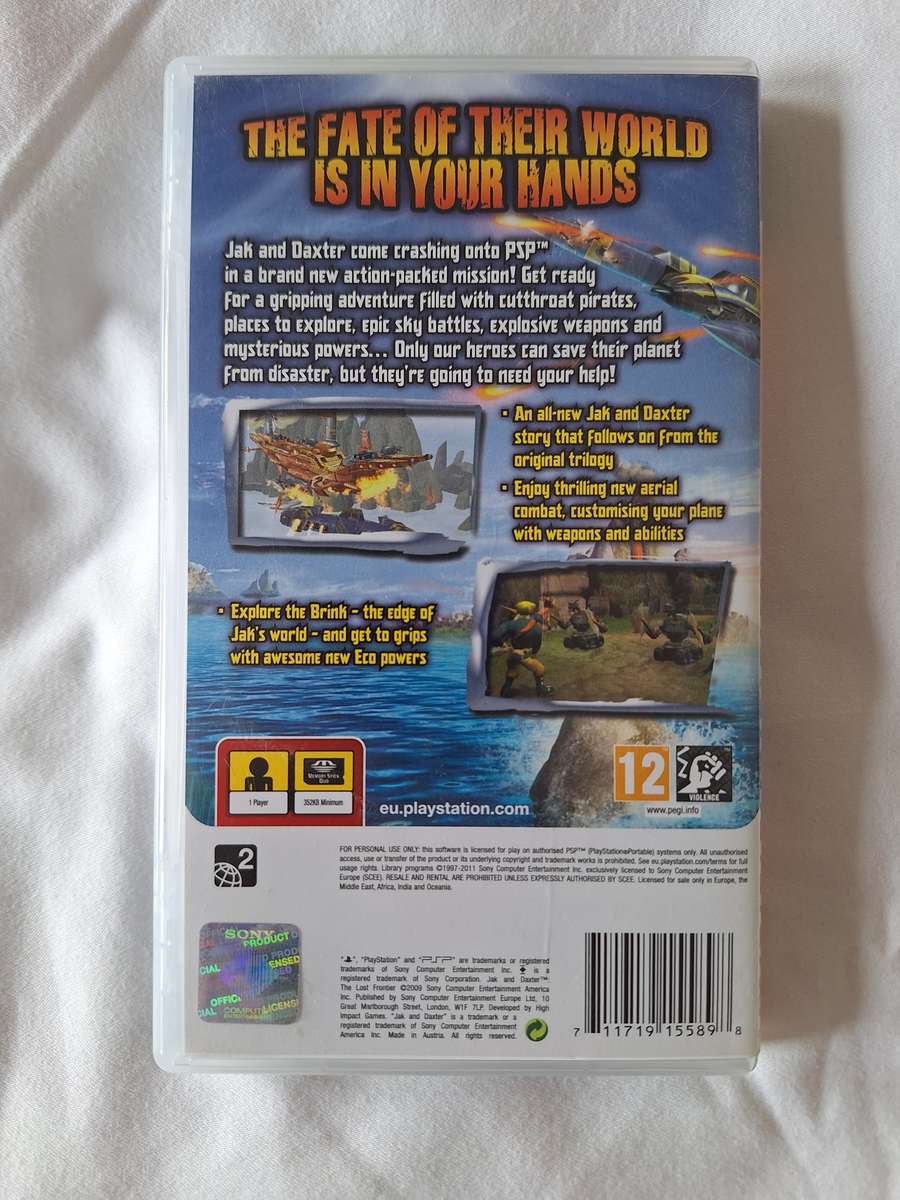 THE FATE OF THEIR WORLD
IS IN YOUR HANDS
Jak and Daxter come crashing onto PSP™
in a brand new action-packed mission! Get ready
for a gripping adventure filled with cutthroat pirates,
places to explore, epic sky battles, explosive weapons and
mysterious powers... Only our heroes can save their planet
from disaster, but they're going to need your help!
• An all-new Jak and Daxter
story that follows on from the
original trilogy
• Enjoy thrilling new aerial
combat, customising your plane
with weapons and abilities
• Explore the Brink – the edge of
Jak's world – and get to grips
with awesome new Eco powers
1 Player
MEMORY STICK
DUO
352KB Minimum
eu.playstation.com
12
VIOLENCE
www.pegi.info
2
FOR PERSONAL USE ONLY: this software is licensed for play on authorised PSP™ (PlayStation®Portable) systems only. All unauthorised
access, use or transfer of the product or its underlying copyright and trademark works is prohibited. See eu.playstation.com/terms for full
usage rights. Library programs ©1997-2011 Sony Computer Entertainment Inc. exclusively licensed to Sony Computer Entertainment
Europe (SCEE). RESALE AND RENTAL ARE PROHIBITED UNLESS EXPRESSLY AUTHORISED BY SCEE. Licensed for sale only in Europe, the
Middle East, Africa, India and Oceania.
SONY
PRODUCT
OFFIC
COMPUT
ENTERTAINMENT
LICENS
", "PlayStation" and "PSP" are trademarks or registered
trademarks of Sony Computer Entertainment Inc. is a
registered trademark of Sony Corporation. Jak and Daxter™:
The Lost Frontier ©2009 Sony Computer Entertainment America
Inc. Published by Sony Computer Entertainment Europe Ltd, 10
Great Marlborough Street, London, W1F 7LP. Developed by High
Impact Games. "Jak and Daxter" is a trademark or a
registered trademark of Sony Computer Entertainment
America Inc. Made in Austria. All rights reserved.
7 11719 15589 8